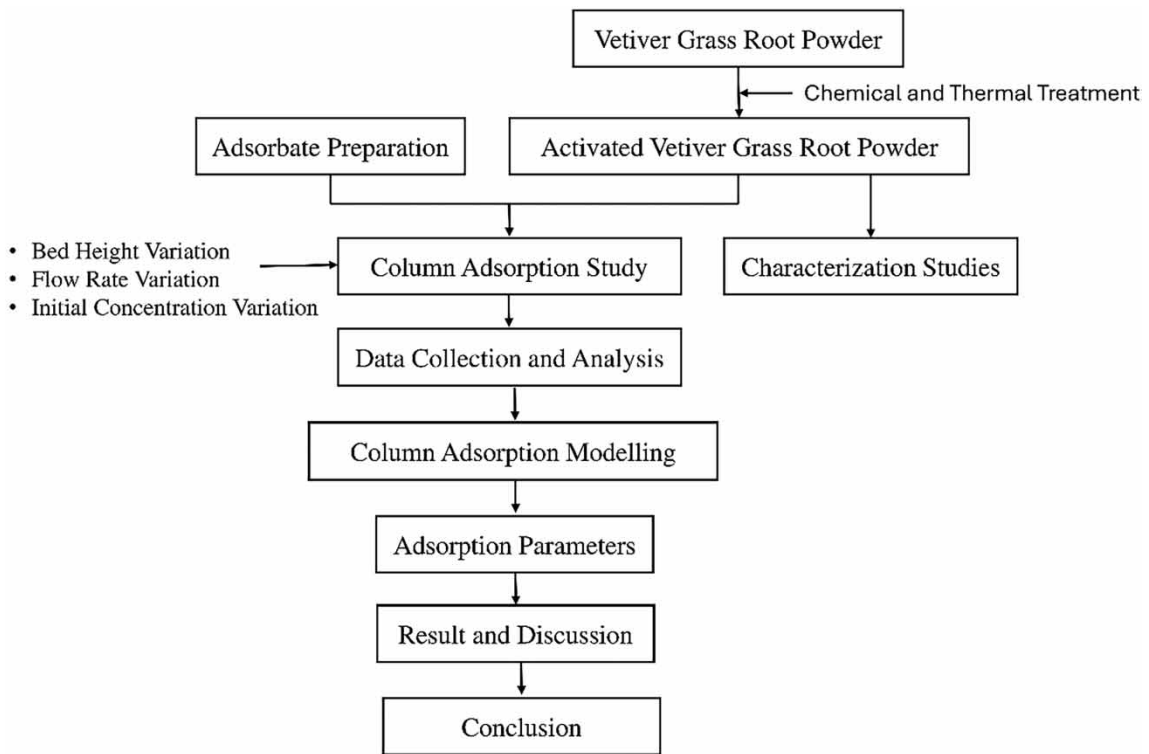 Vetiver Grass Root Powder
Chemical and Thermal Treatment
Adsorbate Preparation
Activated Vetiver Grass Root Powder
• Bed Height Variation
• Flow Rate Variation
• Initial Concentration Variation
Column Adsorption Study
Characterization Studies
Data Collection and Analysis
Column Adsorption Modelling
Adsorption Parameters
Result and Discussion
Conclusion